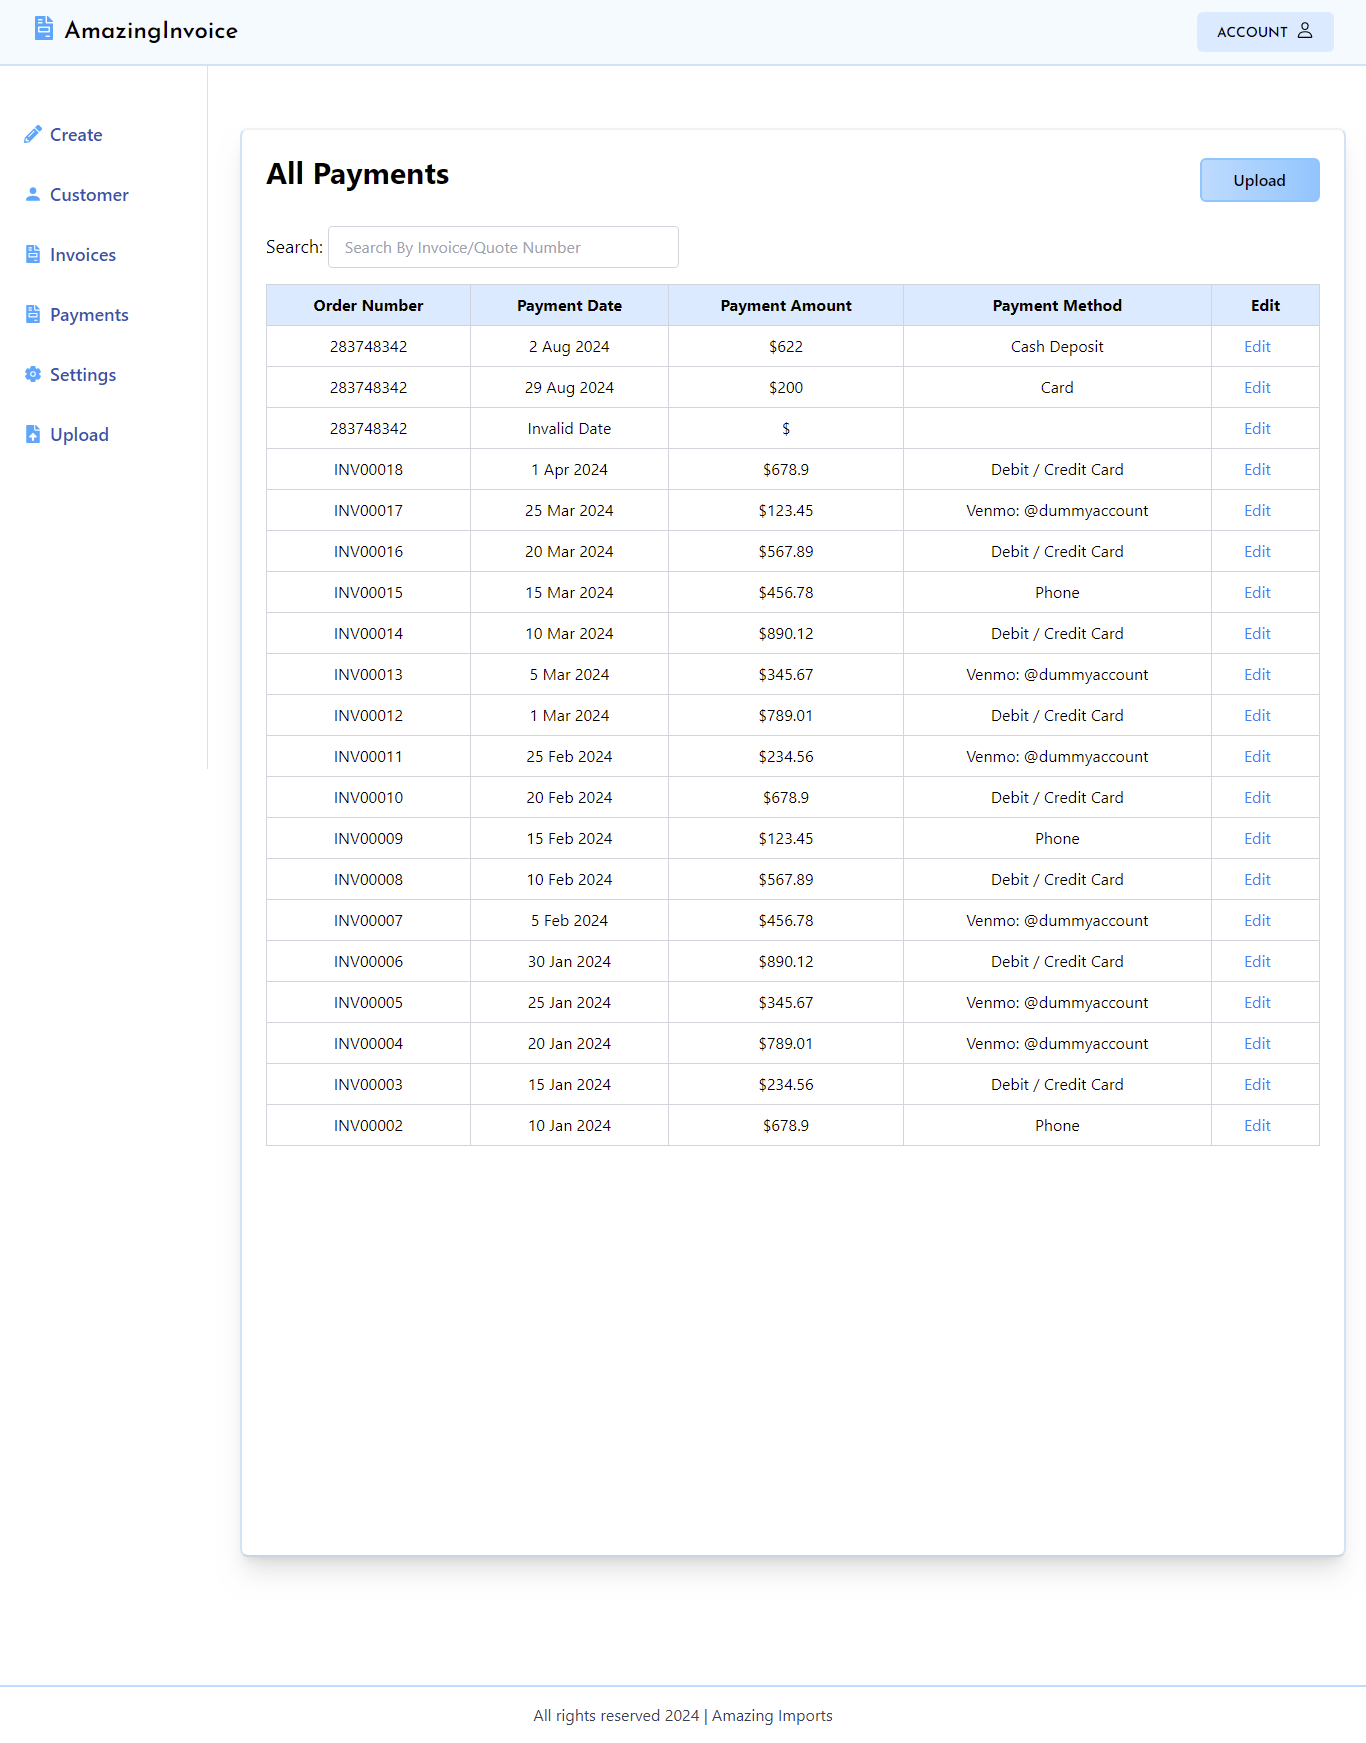 AmazingInvoice
ACCOUNT
Create
Customer
Invoices
Payments
Settings
Upload
All Payments
Upload
Search: Search By Invoice/Quote Number
Order Number Payment Date Payment Amount Payment Method Edit
283748342 2 Aug 2024 $622 Cash Deposit Edit
283748342 29 Aug 2024 $200 Card Edit
283748342 Invalid Date $ Edit
INV00018 1 Apr 2024 $678.9 Debit / Credit Card Edit
INV00017 25 Mar 2024 $123.45 Venmo: @dummyaccount Edit
INV00016 20 Mar 2024 $567.89 Debit / Credit Card Edit
INV00015 15 Mar 2024 $456.78 Phone Edit
INV00014 10 Mar 2024 $890.12 Debit / Credit Card Edit
INV00013 5 Mar 2024 $345.67 Venmo: @dummyaccount Edit
INV00012 1 Mar 2024 $789.01 Debit / Credit Card Edit
INV00011 25 Feb 2024 $234.56 Venmo: @dummyaccount Edit
INV00010 20 Feb 2024 $678.9 Debit / Credit Card Edit
INV00009 15 Feb 2024 $123.45 Phone Edit
INV00008 10 Feb 2024 $567.89 Debit / Credit Card Edit
INV00007 5 Feb 2024 $456.78 Venmo: @dummyaccount Edit
INV00006 30 Jan 2024 $890.12 Debit / Credit Card Edit
INV00005 25 Jan 2024 $345.67 Venmo: @dummyaccount Edit
INV00004 20 Jan 2024 $789.01 Venmo: @dummyaccount Edit
INV00003 15 Jan 2024 $234.56 Debit / Credit Card Edit
INV00002 10 Jan 2024 $678.9 Phone Edit
All rights reserved 2024 | Amazing Imports